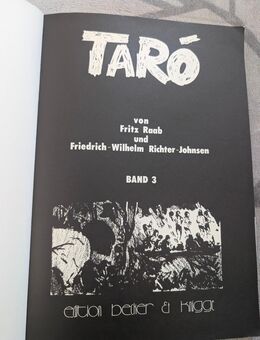 TARÓ
von
Fritz Raab
und
Friedrich-Wilhelm Richter-Johnsen
BAND 3
edition becker & knigge